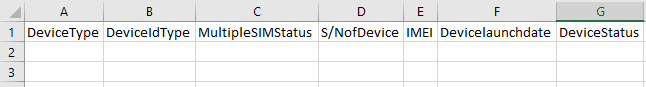 A B C D E F G
1 DeviceType DeviceIdType MultipleSIMStatus S/NofDevice IMEI Devicelaunchdate DeviceStatus
2
3